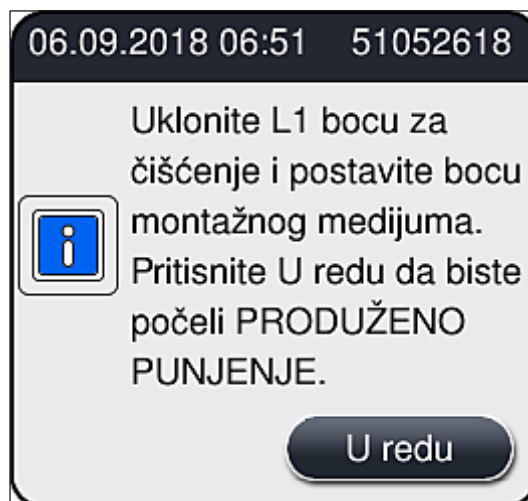 06.09.2018 06:51 51052618
Uklonite L1 bocu za
čišćenje i postavite bocu
montažnog medijuma.
Pritisnite U redu da biste
počeli PRODUŽENO
PUNJENJE.
U redu